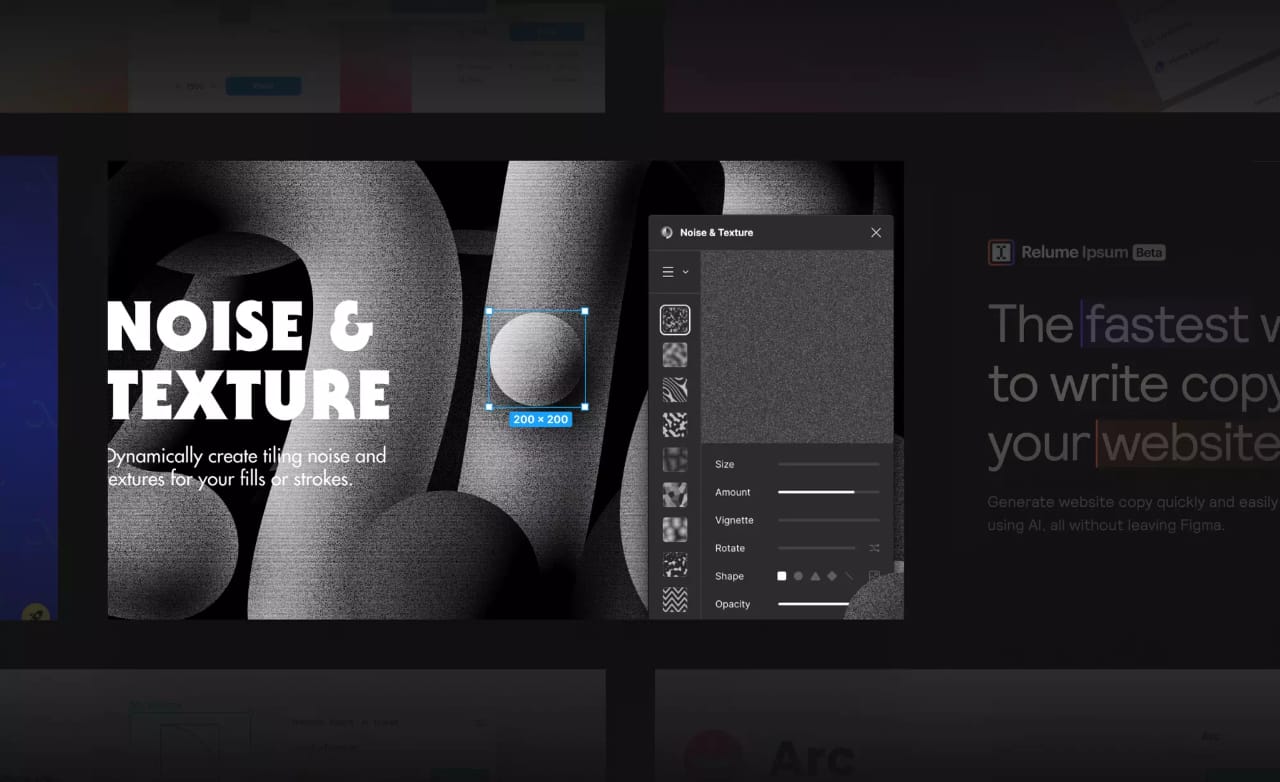 NOISE &
TEXTURE
Dynamically create tiling noise and
extures for your fills or strokes.
200 × 200
Noise & Texture
Size
Amount
Vignette
Rotate
Shape
Opacity
Relume Ipsum Beta
The fastest w
to write copy
your website
Generate website copy quickly and easily
using AI, all without leaving Figma.
Arc
Arc